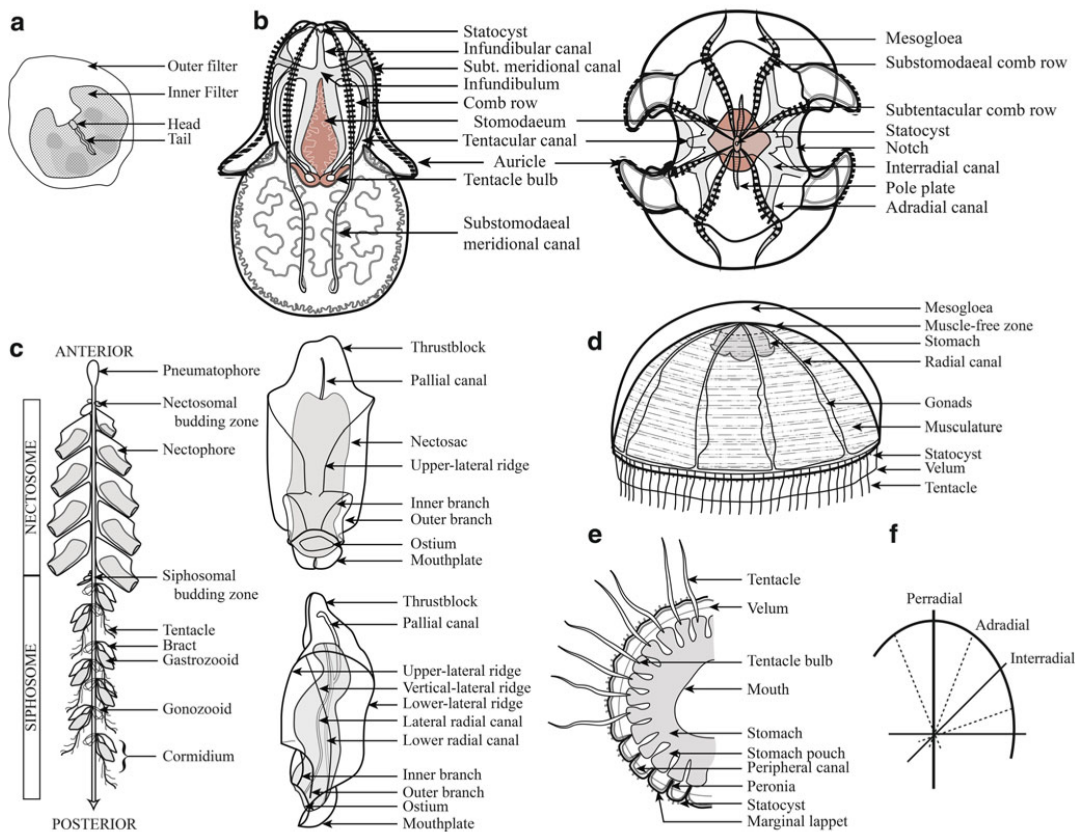 a
Outer filter
Inner Filter
Head
Tail
b
Statocyst
Infundibular canal
Subt. meridional canal
Infundibulum
Comb row
Stomodaeum
Tentacular canal
Auricle
Tentacle bulb
Substomodaeal
meridional canal
Mesogloea
Substomodaeal comb row
Subtentacular comb row
Statocyst
Notch
Interradial canal
Pole plate
Adradial canal
c
ANTERIOR
Pneumatophore
Nectosomal
budding zone
Nectophore
NECTOSOME
Siphosomal
budding zone
Tentacle
Bract
Gastrozooid
Gonozooid
Cormidium
SIPHOSOME
POSTERIOR
Thrustblock
Pallial canal
Nectosac
Upper-lateral ridge
Inner branch
Outer branch
Ostium
Mouthplate
Thrustblock
Pallial canal
Upper-lateral ridge
Vertical-lateral ridge
Lower-lateral ridge
Lateral radial canal
Lower radial canal
Inner branch
Outer branch
Ostium
Mouthplate
d
Mesogloea
Muscle-free zone
Stomach
Radial canal
Gonads
Musculature
Statocyst
Velum
Tentacle
e
Tentacle
Velum
Tentacle bulb
Mouth
Stomach
Stomach pouch
Peripheral canal
Peronia
Statocyst
Marginal lappet
f
Perradial
Adradial
Interradial